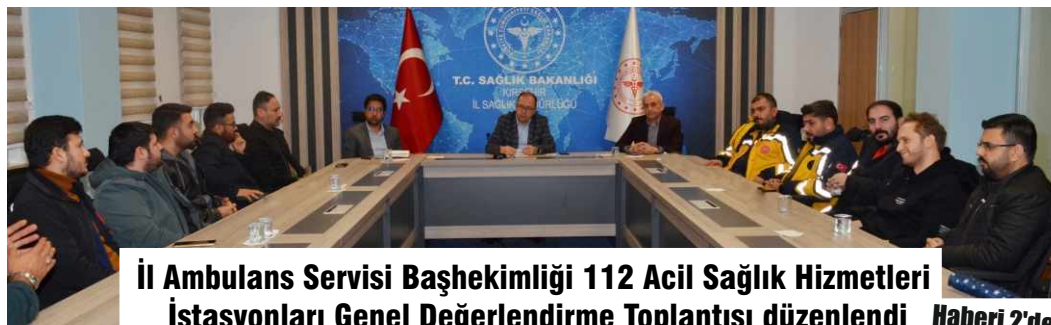 T.C. SAĞLIK BAKANLIĞI
KIRŞEHİR
İL SAĞLIK MÜDÜRLÜĞÜ
İl Ambulans Servisi Başhekimliği 112 Acil Sağlık Hizmetleri
İstasyonları Genel Değerlendirme Toplantısı düzenlendi
Haberi 2'de